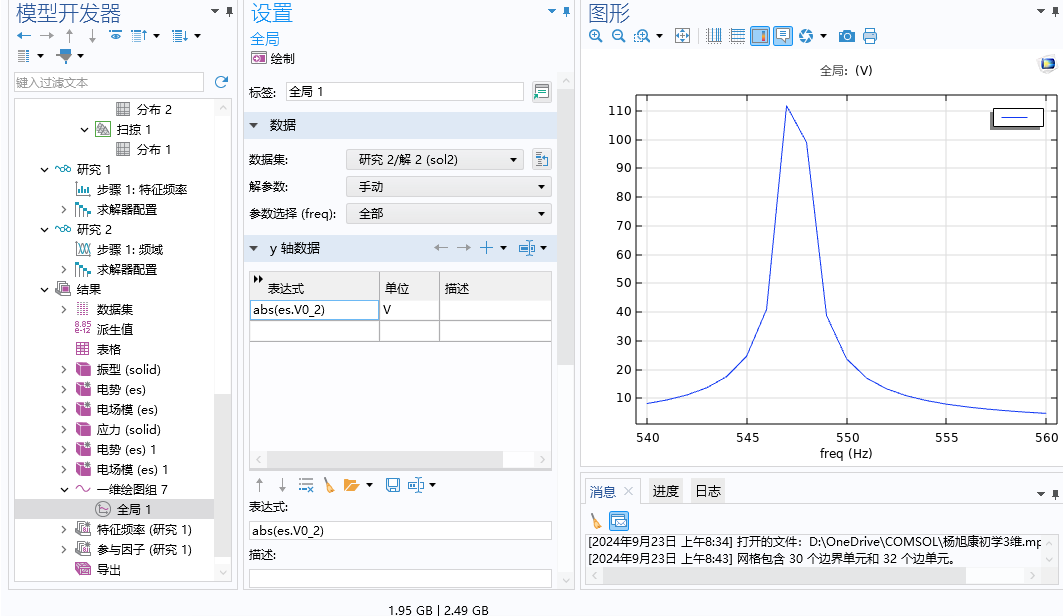 模型开发器
键入过滤文本
分布 2
扫掠 1
分布 1
研究 1
步骤 1: 特征频率
求解器配置
研究 2
步骤 1: 频域
求解器配置
结果
数据集
8.85
e-12
派生值
表格
振型 (solid)
电势 (es)
电场模 (es)
应力 (solid)
电势 (es) 1
电场模 (es) 1
一维绘图组 7
全局 1
特征频率 (研究 1)
参与因子 (研究 1)
导出
设置
全局
绘制
标签: 全局 1
数据
数据集: 研究 2/解 2 (sol2)
解参数: 手动
参数选择 (freq): 全部
y 轴数据
表达式 单位 描述
abs(es.V0_2) V
表达式:
abs(es.V0_2)
描述:
图形
全局: (V)
110
100
90
80
70
60
50
40
30
20
10
540 545 550 555 560
freq (Hz)
消息 进度 日志
[2024年9月23日 上午8:34] 打开的文件: D:\OneDrive\COMSOL\杨旭康初学3维.mp
[2024年9月23日 上午8:43] 网格包含 30 个边界单元和 32 个边单元。
1.95 GB | 2.49 GB